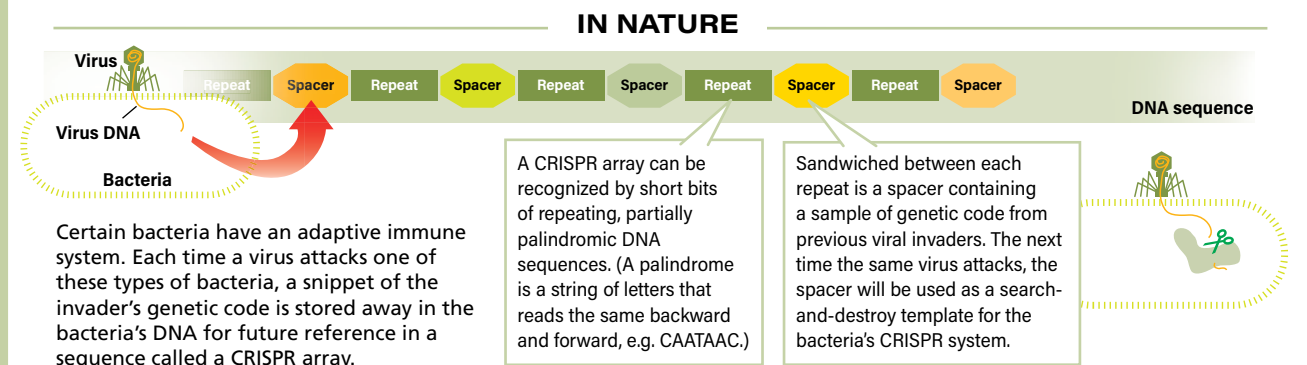 IN NATURE
Virus
Repeat Spacer Repeat Spacer Repeat Spacer Repeat Spacer Repeat Spacer
DNA sequence
Virus DNA
Bacteria
Certain bacteria have an adaptive immune
system. Each time a virus attacks one of
these types of bacteria, a snippet of the
invader’s genetic code is stored away in the
bacteria’s DNA for future reference in a
sequence called a CRISPR array.
A CRISPR array can be
recognized by short bits
of repeating, partially
palindromic DNA
sequences. (A palindrome
is a string of letters that
reads the same backward
and forward, e.g. CAATAAC.)
Sandwiched between each
repeat is a spacer containing
a sample of genetic code from
previous viral invaders. The next
time the same virus attacks, the
spacer will be used as a search-
and-destroy template for the
bacteria’s CRISPR system.